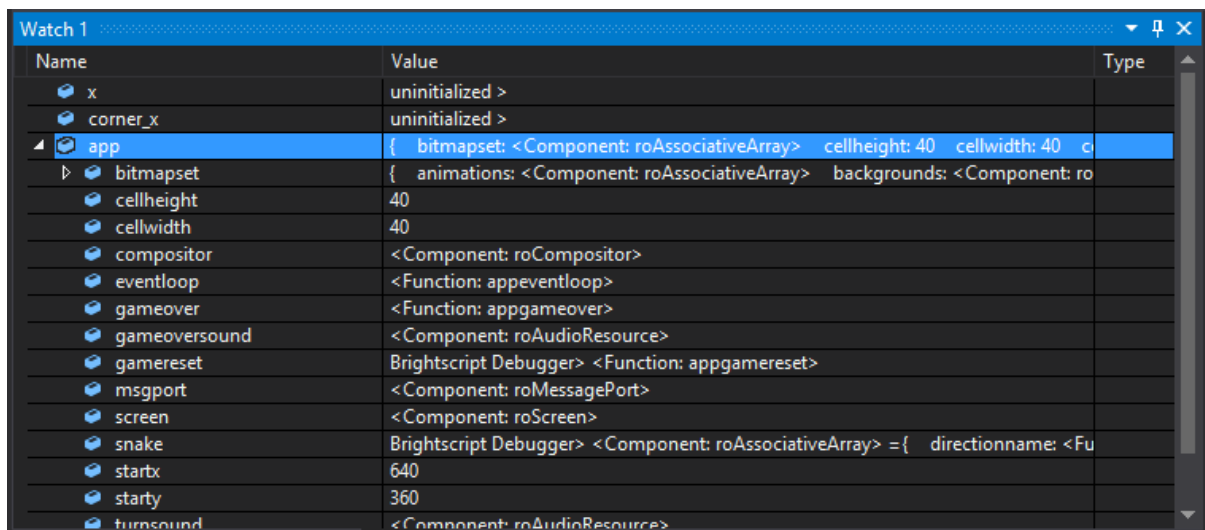 Watch 1
Name Value Type
x uninitialized >
corner_x uninitialized >
app { bitmapset: <Component: roAssociativeArray> cellheight: 40 cellwidth: 40
bitmapset { animations: <Component: roAssociativeArray> backgrounds: <Component: ro
cellheight 40
cellwidth 40
compositor <Component: roCompositor>
eventloop <Function: appeventloop>
gameover <Function: appgameover>
gameoversound <Component: roAudioResource>
gamereset Brightscript Debugger> <Function: appgamereset>
msgport <Component: roMessagePort>
screen <Component: roScreen>
snake Brightscript Debugger> <Component: roAssociativeArray> ={ directionname: <Fu
startx 640
starty 360
turnsound <Component: roAudioResource>